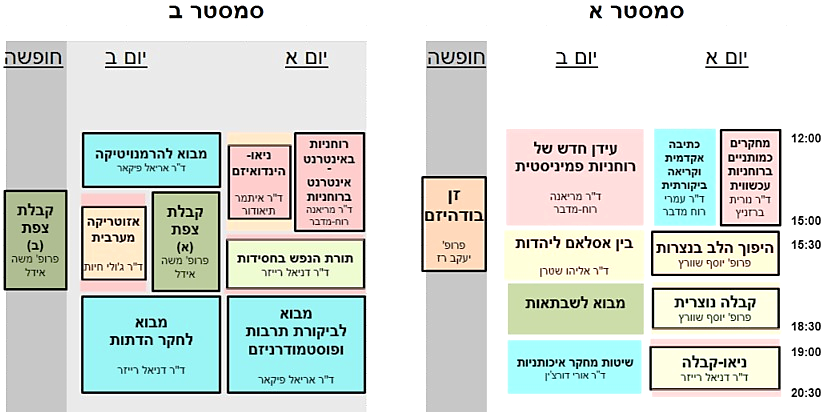 סמסטר א
יום א
יום ב
חופשה
מחקרים
כמותניים
ברוחניות
עכשווית
ד"ר נורית
ברזניץ
כתיבה
אקדמית
וקריאה
ביקורתית
ד"ר עמרי
רוח מדבר
עידן חדש של
רוחניות פמיניסטית
ד"ר מריאנה
רוח-מדבר
זן
בודהיזם
פרופ'
יעקב רז
היפוך הלב בנצרות
פרופ' יוסף שוורץ
בין אסלאם ליהדות
ד"ר אליהו שטרן
קבלה נוצרית
פרופ' יוסף שוורץ
מבוא לשבתאות
ניאו-קבלה
ד"ר דניאל רייזר
שיטות מחקר איכותניות
ד"ר אורי דורצ'ין
12:00
15:00
15:30
18:30
19:00
20:30
סמסטר ב
יום א
יום ב
חופשה
רוחניות
באינטרנט
-
אינטרנט
ברוחניות
ד"ר מריאנה
רוח-מדבר
ניאו-
הינדואיזם
ד"ר איתמר
תיאודור
מבוא להרמנויטיקה
ד"ר אריאל פיקאר
תורת הנפש בחסידות
ד"ר דניאל רייזר
קבלת
צפת
(א)
פרופ' משה
אידל
אזוטריקה
מערבית
ד"ר ג'ולי חיות
קבלת
צפת
(ב)
פרופ' משה
אידל
מבוא
לביקורת תרבות
ופוסטמודרניזם
ד"ר אריאל פיקאר
מבוא
לחקר הדתות
ד"ר דניאל רייזר